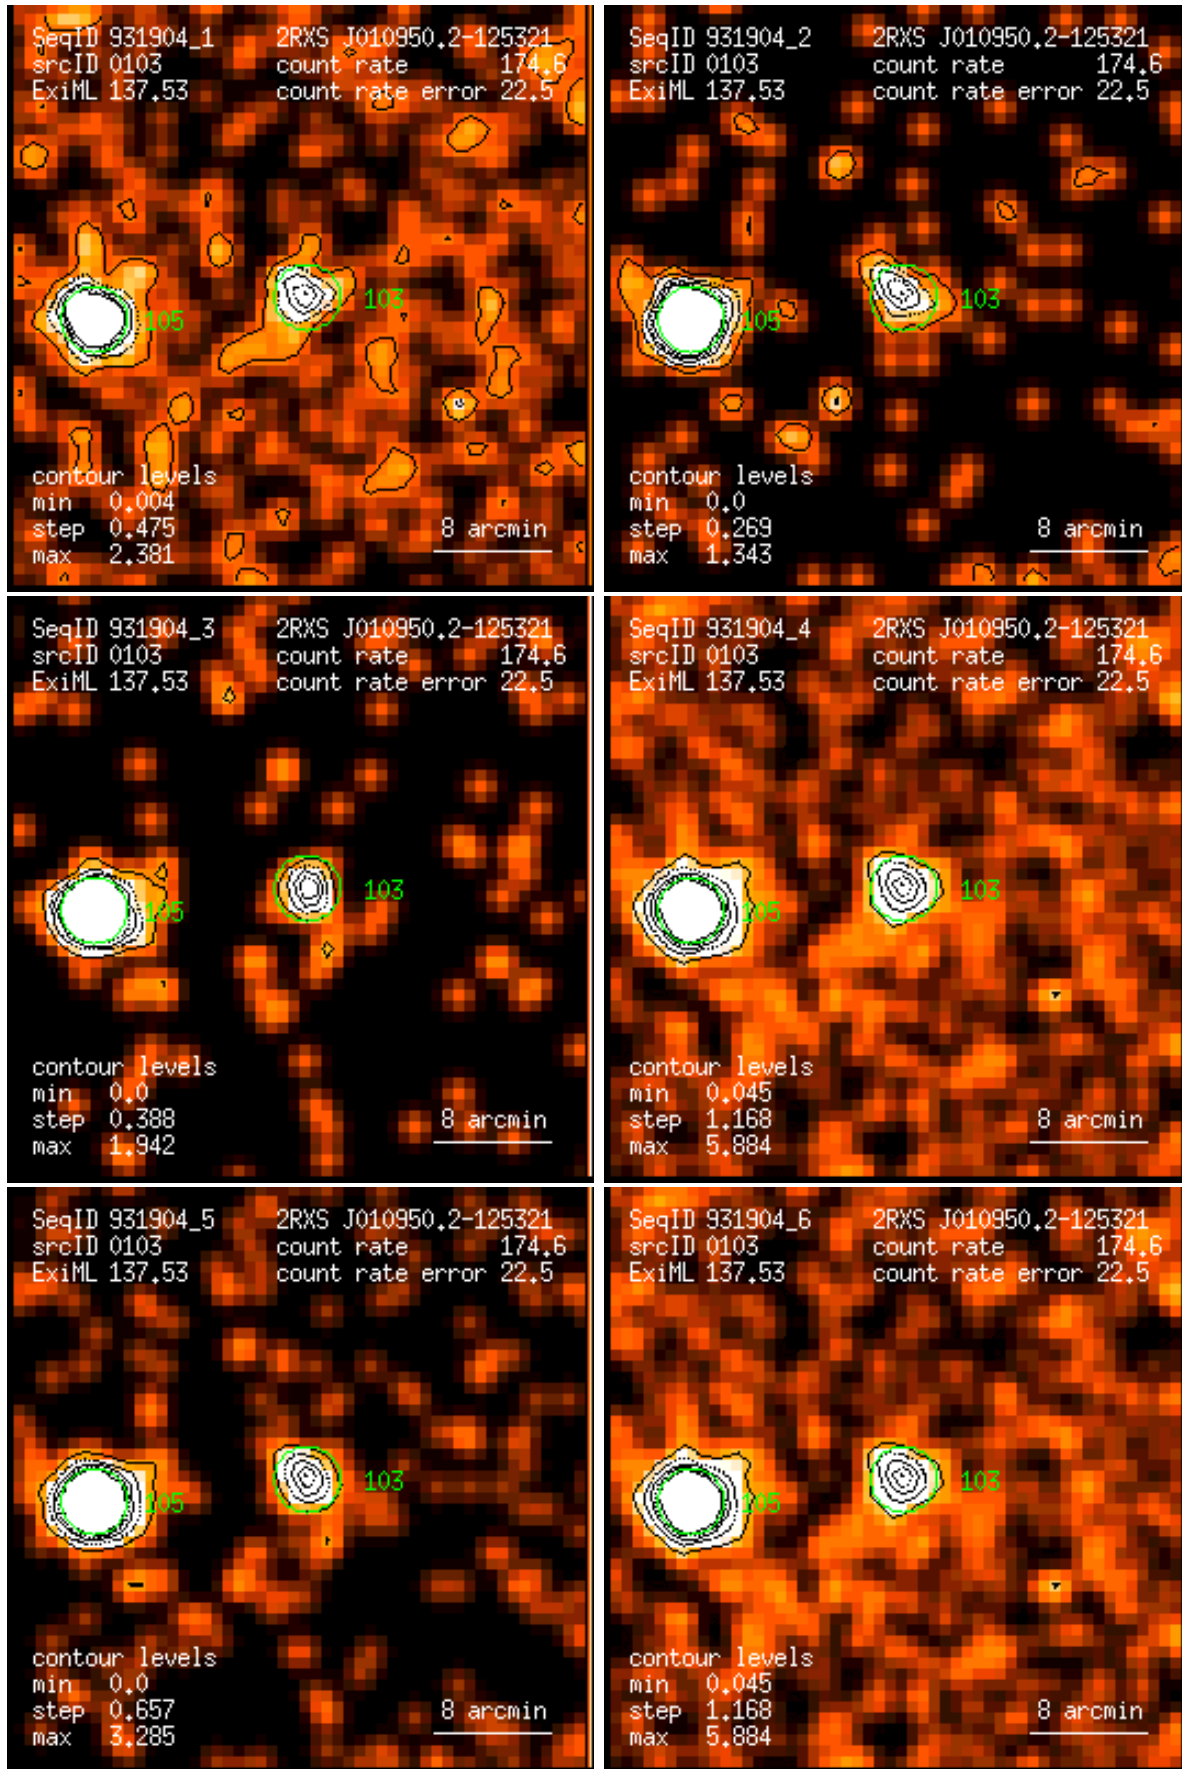 SeqID 931904_1 2RXS J010950.2-125321
srcID 0103 count rate 174.6
ExiML 137.53 count rate error 22.5
103
105
contour levels
min 0.004
step 0.475 8 arcmin
max 2.381
SeqID 931904_2 2RXS J010950.2-125321
srcID 0103 count rate 174.6
ExiML 137.53 count rate error 22.5
103
105
contour levels
min 0.0
step 0.269 8 arcmin
max 1.343
SeqID 931904_3 2RXS J010950.2-125321
srcID 0103 count rate 174.6
ExiML 137.53 count rate error 22.5
103
105
contour levels
min 0.0
step 0.388 8 arcmin
max 1.942
SeqID 931904_4 2RXS J010950.2-125321
srcID 0103 count rate 174.6
ExiML 137.53 count rate error 22.5
103
105
contour levels
min 0.045
step 1.168 8 arcmin
max 5.884
SeqID 931904_5 2RXS J010950.2-125321
srcID 0103 count rate 174.6
ExiML 137.53 count rate error 22.5
103
105
contour levels
min 0.0
step 0.657 8 arcmin
max 3.285
SeqID 931904_6 2RXS J010950.2-125321
srcID 0103 count rate 174.6
ExiML 137.53 count rate error 22.5
103
105
contour levels
min 0.045
step 1.168 8 arcmin
max 5.884